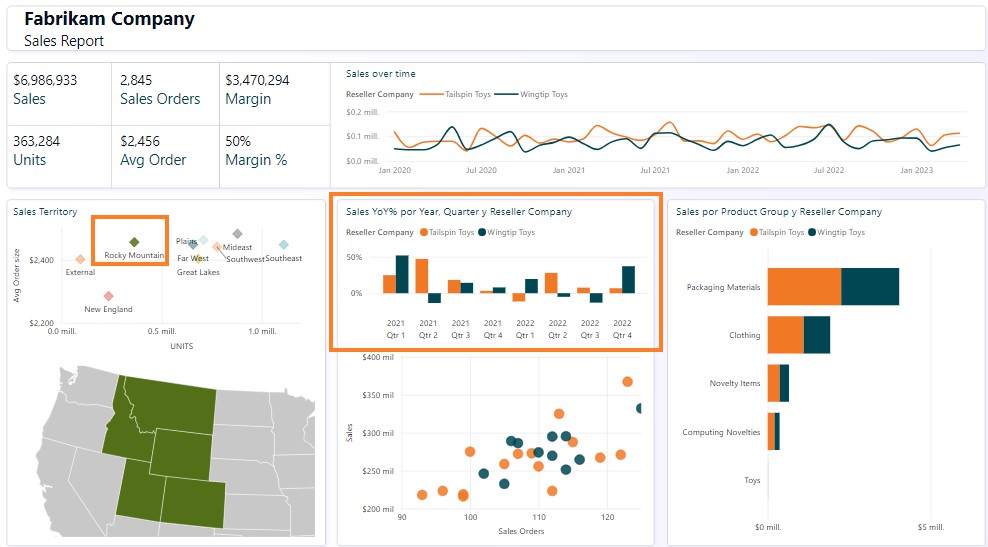 Fabrikam Company
Sales Report
$6,986,933
Sales
2,845
Sales Orders
$3,470,294
Margin
363,284
Units
$2,456
Avg Order
50%
Margin %
Sales over time
Reseller Company Tailspin Toys Wingtip Toys
$0.2 mill.
$0.1 mill.
$0.0 mill.
Jan 2020 Jul 2020 Jan 2021 Jul 2021 Jan 2022 Jul 2022 Jan 2023
Sales Territory
Avg Order size
$2,400
$2,200
External
Rocky Mountain
Plains
Far West
Great Lakes
Mideast
Southwest
Southeast
New England
0.0 mill. 0.5 mill. 1.0 mill.
UNITS
Sales YoY% por Year, Quarter y Reseller Company
Reseller Company Tailspin Toys Wingtip Toys
50%
0%
2021 2021 2021 2021 2022 2022 2022 2022
Qtr 1 Qtr 2 Qtr 3 Qtr 4 Qtr 1 Qtr 2 Qtr 3 Qtr 4
Sales
$400 mil
$350 mil
$300 mil
$250 mil
$200 mil
90 100 110 120
Sales Orders
Sales por Product Group y Reseller Company
Reseller Company Tailspin Toys Wingtip Toys
Packaging Materials
Clothing
Novelty Items
Computing Novelties
Toys
$0 mill. $5 mill.